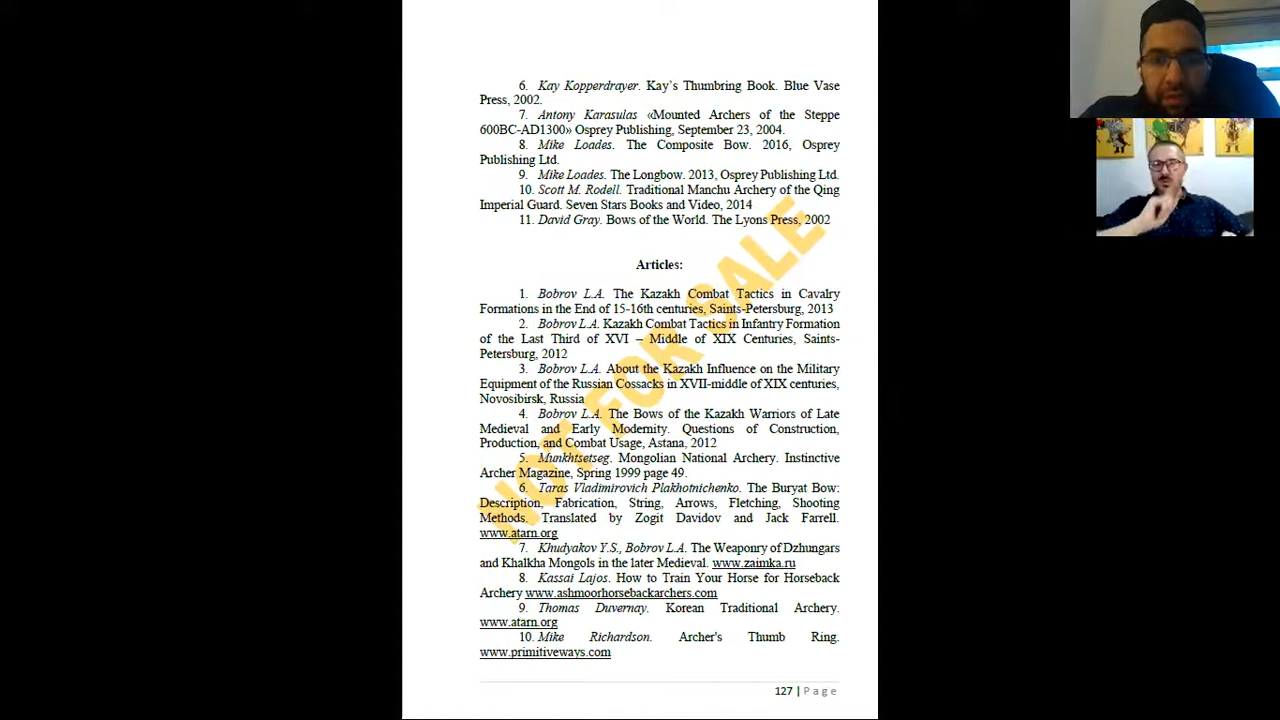 6. Kay Kopperdrayer. Kay's Thumbring Book. Blue Vase
Press, 2002.
7. Antony Karasulas «Mounted Archers of the Steppe
600BC-AD1300» Osprey Publishing, September 23, 2004.
8. Mike Loades. The Composite Bow. 2016, Osprey
Publishing Ltd.
9. Mike Loades. The Longbow. 2013, Osprey Publishing Ltd.
10. Scott M. Rodell. Traditional Manchu Archery of the Qing
Imperial Guard. Seven Stars Books and Video, 2014
11. David Gray. Bows of the World. The Lyons Press, 2002
Articles:
1. Bobrov L.A. The Kazakh Combat Tactics in Cavalry
Formations in the End of 15-16th centuries, Saints-Petersburg, 2013
2. Bobrov L.A. Kazakh Combat Tactics in Infantry Formation
of the Last Third of XVI – Middle of XIX Centuries, Saints-
Petersburg, 2012
3. Bobrov L.A. About the Kazakh Influence on the Military
Equipment of the Russian Cossacks in XVII-middle of XIX centuries,
Novosibirsk, Russia
4. Bobrov L.A. The Bows of the Kazakh Warriors of Late
Medieval and Early Modernity. Questions of Construction,
Production, and Combat Usage, Astana, 2012
5. Munkhtsetseg. Mongolian National Archery. Instinctive
Archer Magazine, Spring 1999 page 49.
6. Taras Vladimirovich Plakhotnichenko. The Buryat Bow:
Description, Fabrication, String, Arrows, Fletching, Shooting
Methods. Translated by Zogit Davidov and Jack Farrell.
www.atarn.org
7. Khudyakov Y.S., Bobrov L.A. The Weaponry of Dzhungars
and Khalkha Mongols in the later Medieval. www.zaimka.ru
8. Kassai Lajos. How to Train Your Horse for Horseback
Archery www.ashmoorhorsebackarchers.com
9. Thomas Duvernay. Korean Traditional Archery.
www.atarn.org
10. Mike Richardson. Archer's Thumb Ring.
www.primitiveways.com
127 | Page
NOT FOR SALE